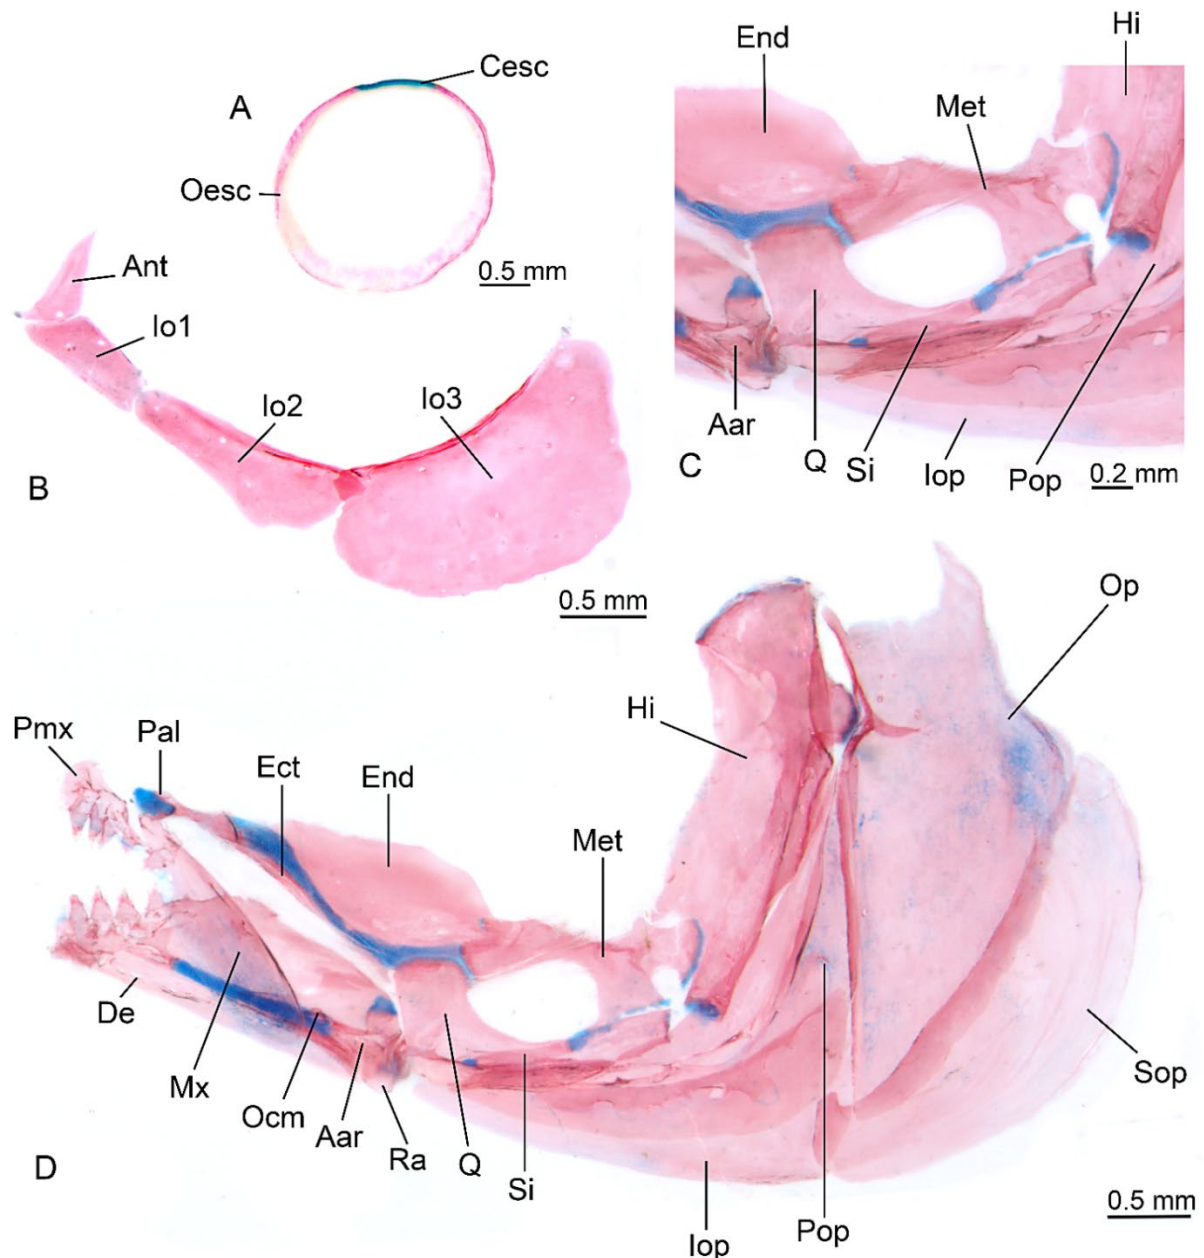 Cesc
A
Oesc
0.5 mm
Ant
Io1
Io2
Io3
B
0.5 mm
End
Hi
Met
Aar
C
Q
Si
Iop
Pop
0.2 mm
Op
Hi
Pmx
Pal
Ect
End
Met
De
Mx
Ocm
Aar
Ra
Q
Si
Iop
Pop
Sop
D
0.5 mm